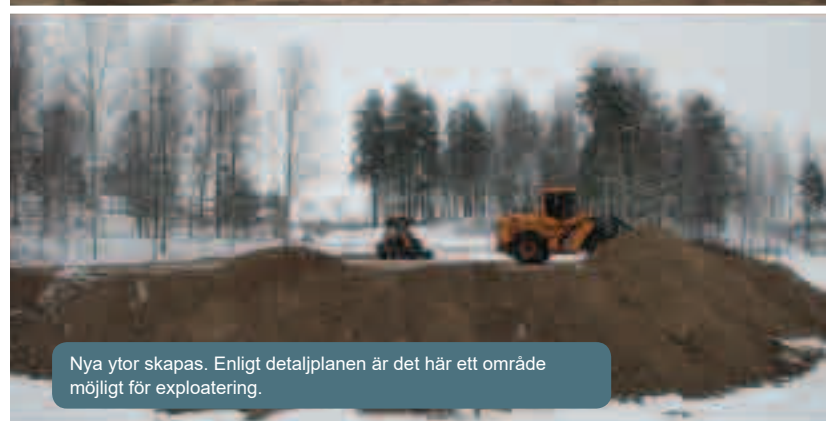 Nya ytor skapas. Enligt detaljplanen är det här ett område
möjligt för exploatering.